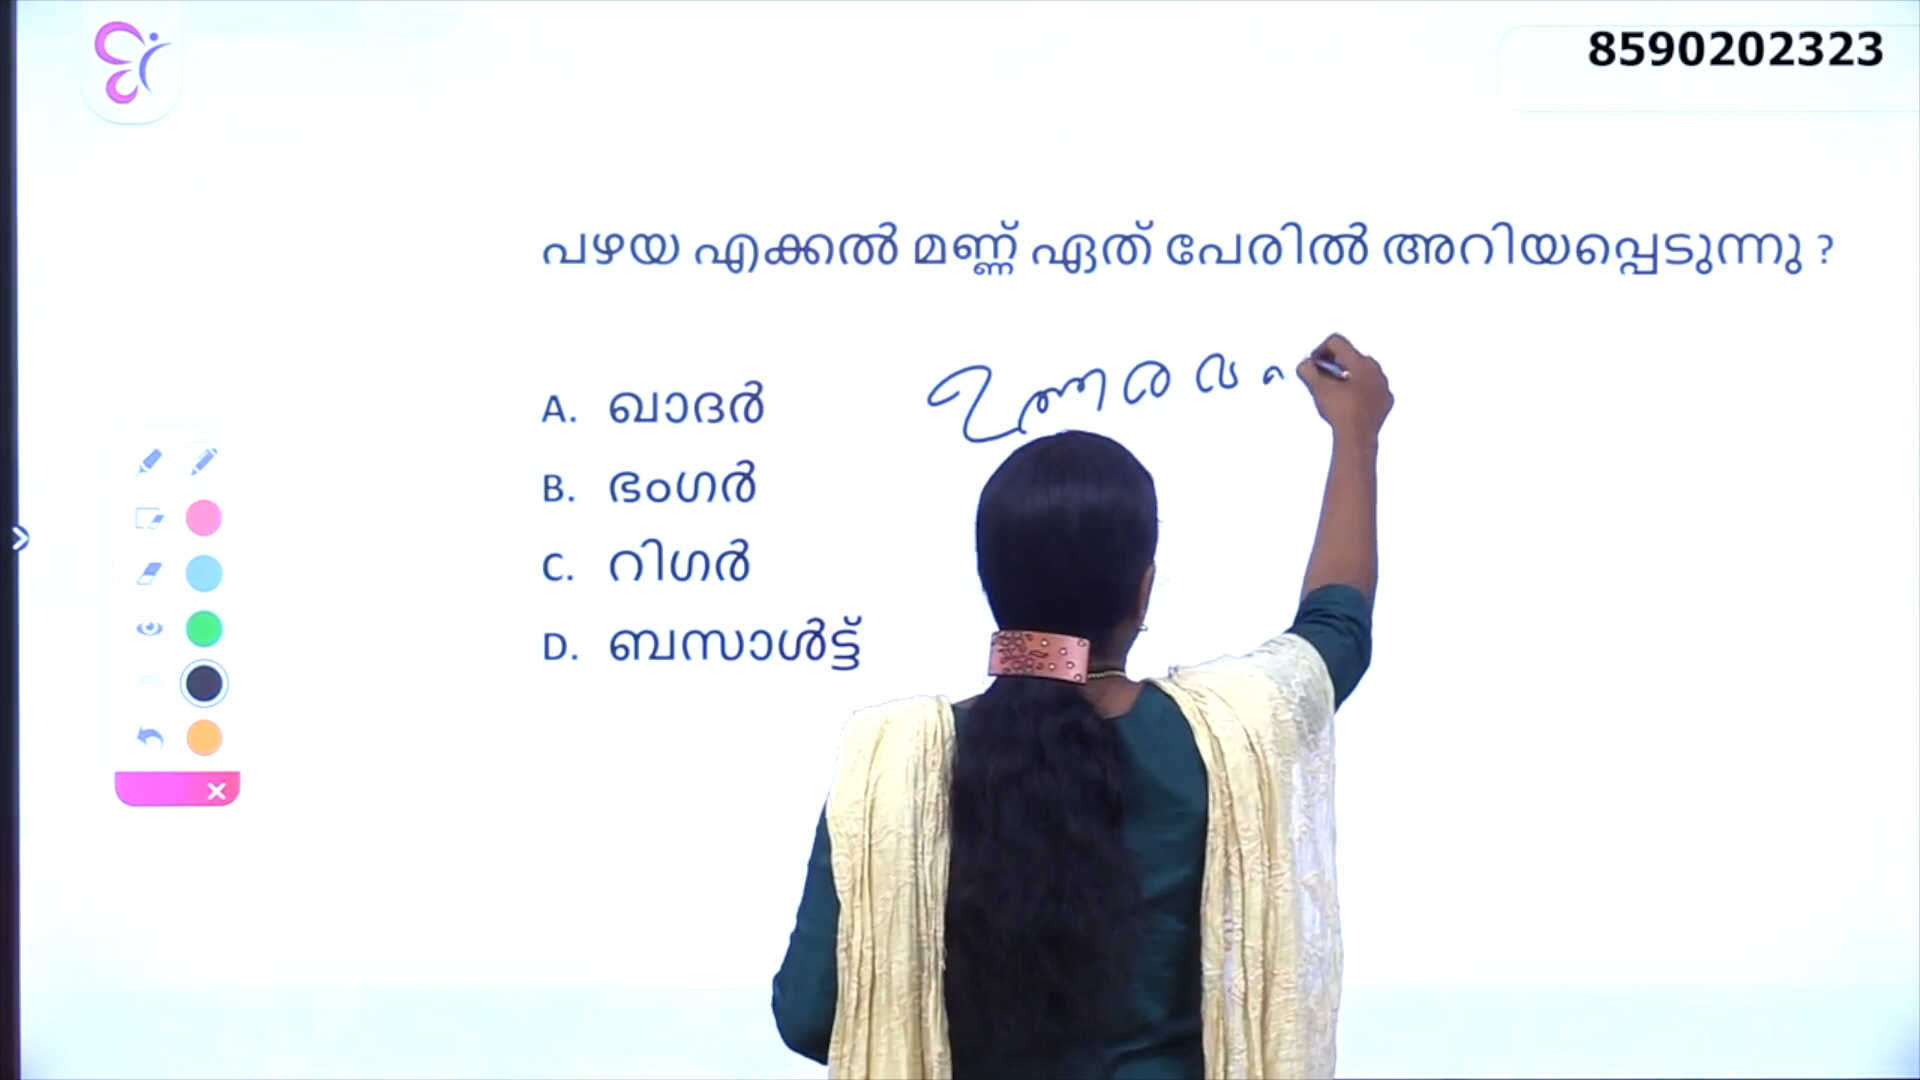 8590202323
പഴയ എക്കൽ മണ്ണ് ഏത് പേരിൽ അറിയപ്പെടുന്നു ?
A. ഖാദർ
B. ഭംഗർ
C. റിഗർ
D. ബസാൾട്ട്